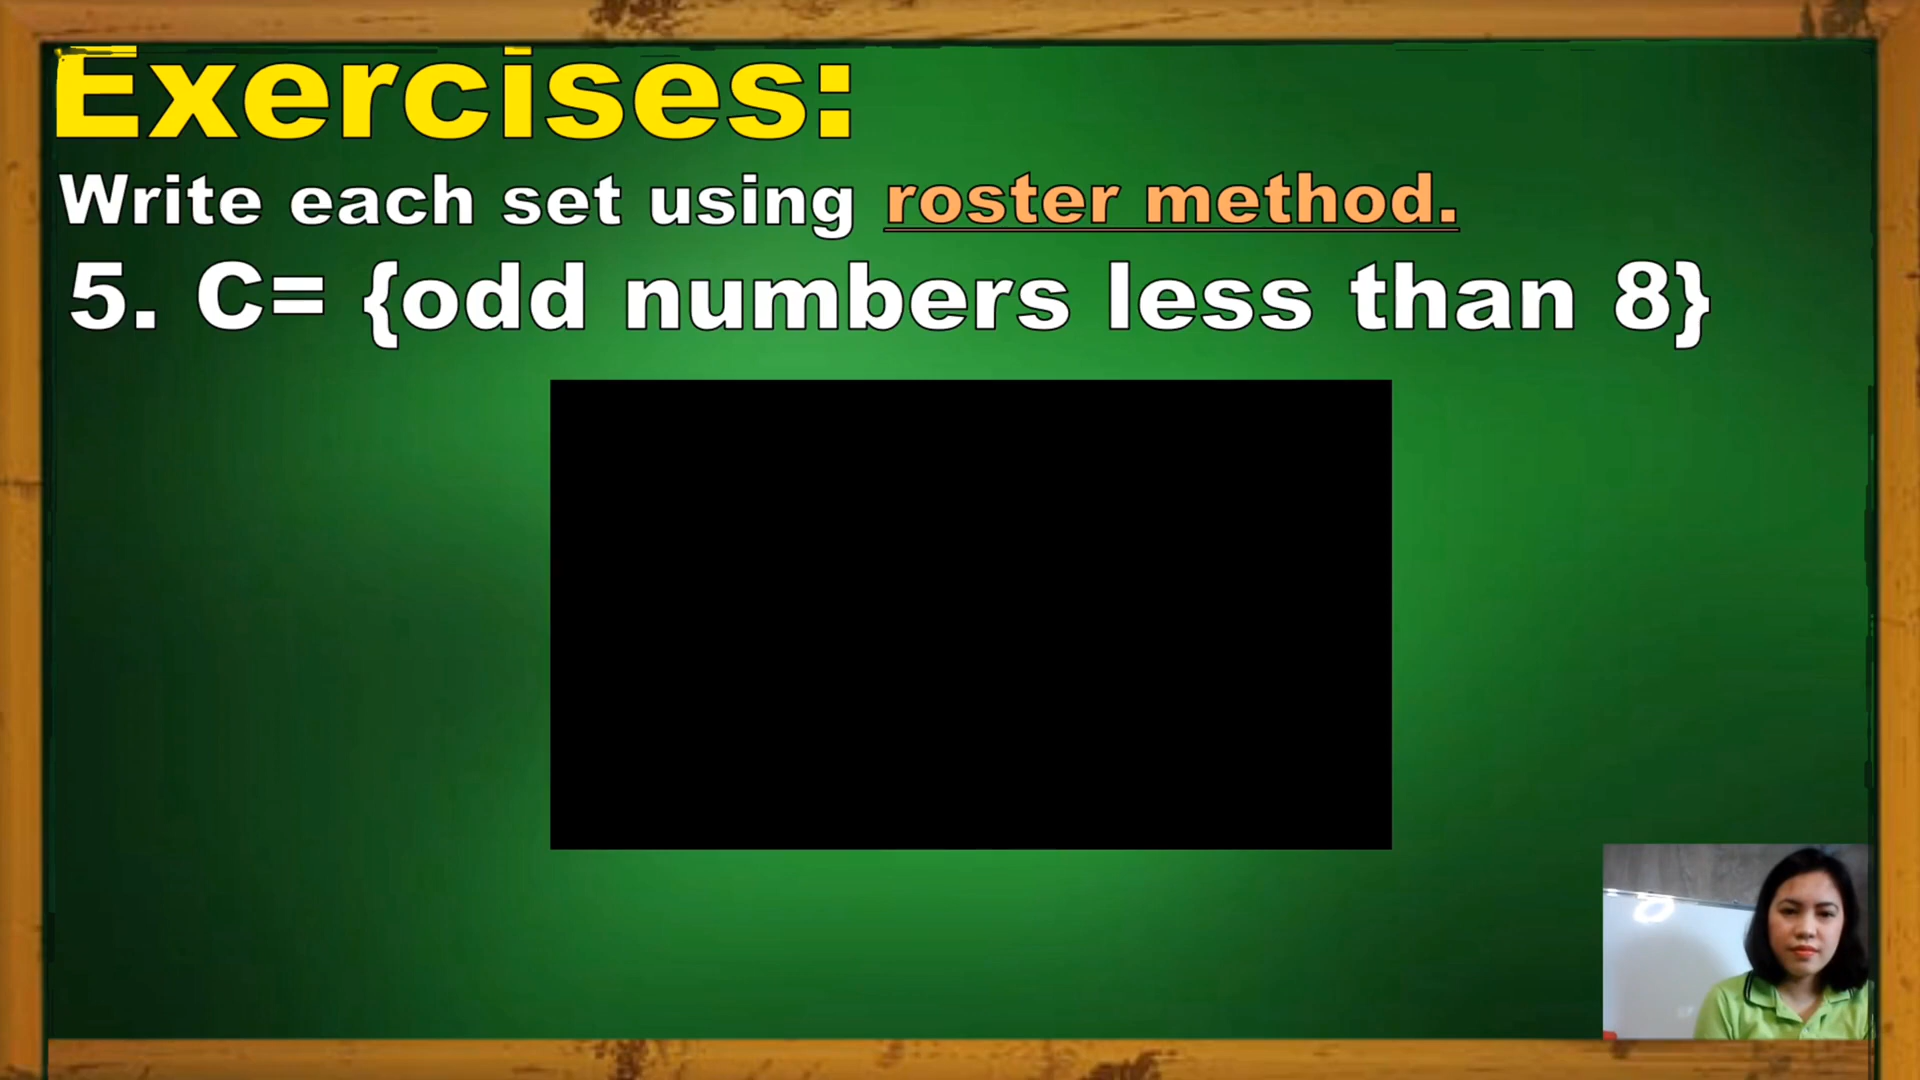 Exercises:
Write each set using roster method.
5. C= {odd numbers less than 8}